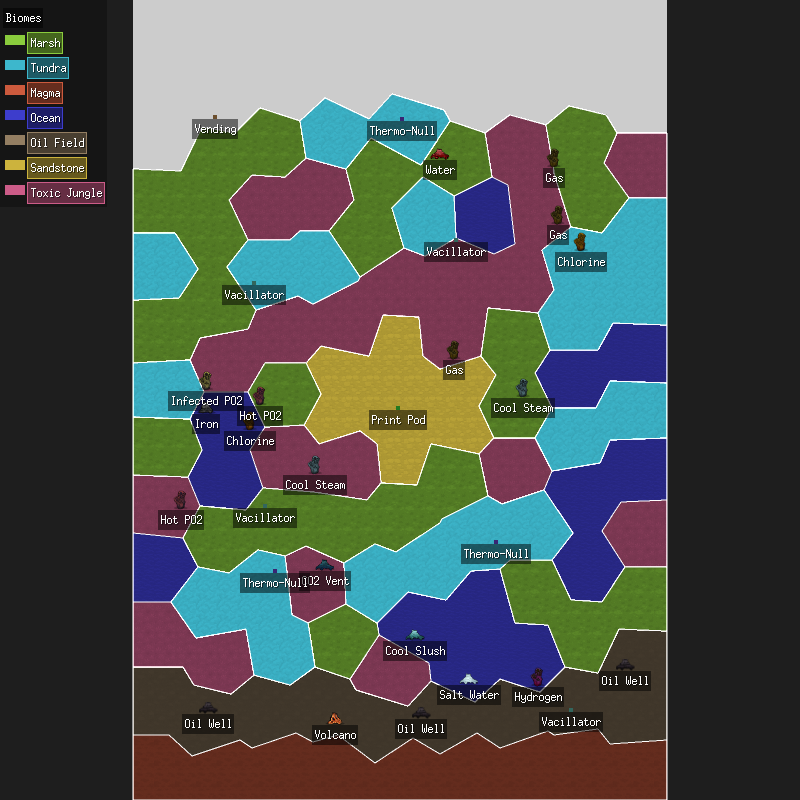 Biomes
Marsh
Tundra
Magma
Ocean
Oil Field
Sandstone
Toxic Jungle
Vending
Thermo-Null
Water
Gas
Gas
Vacillator
Chlorine
Vacillator
Gas
Infected PO2
Cool Steam
Hot PO2
Iron
Print Pod
Chlorine
Cool Steam
Hot PO2
Vacillator
Thermo-Null
Thermo-Null
O2 Vent
Cool Slush
Oil Well
Salt Water
Hydrogen
Oil Well
Oil Well
Vacillator
Volcano